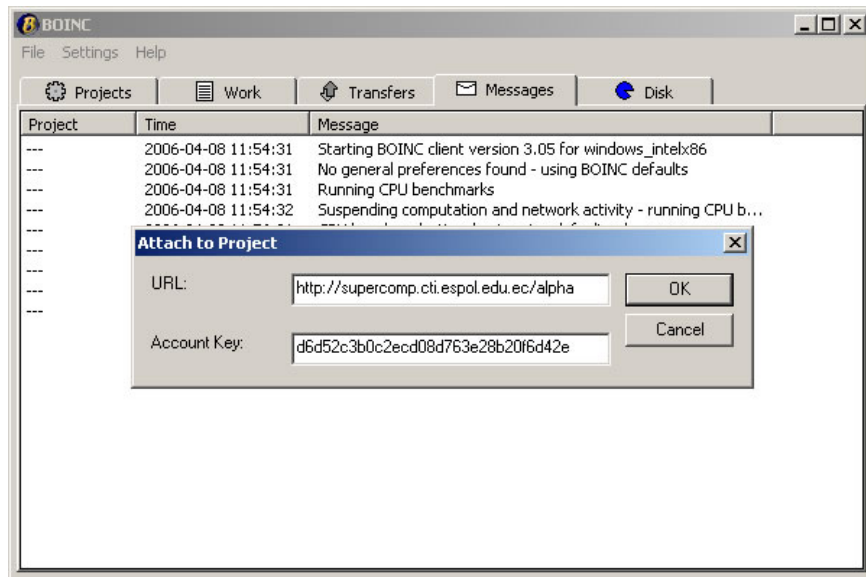 BOINC
File Settings Help
Projects Work Transfers Messages Disk
Project Time Message
--- 2006-04-08 11:54:31 Starting BOINC client version 3.05 for windows_intelx86
--- 2006-04-08 11:54:31 No general preferences found - using BOINC defaults
--- 2006-04-08 11:54:31 Running CPU benchmarks
--- 2006-04-08 11:54:32 Suspending computation and network activity - running CPU b...
---
---
---
---
---
Attach to Project
URL: http://supercomp.cti.espol.edu.ec/alpha OK
Cancel
Account Key: d6d52c3b0c2ecd08d763e28b20f6d42e